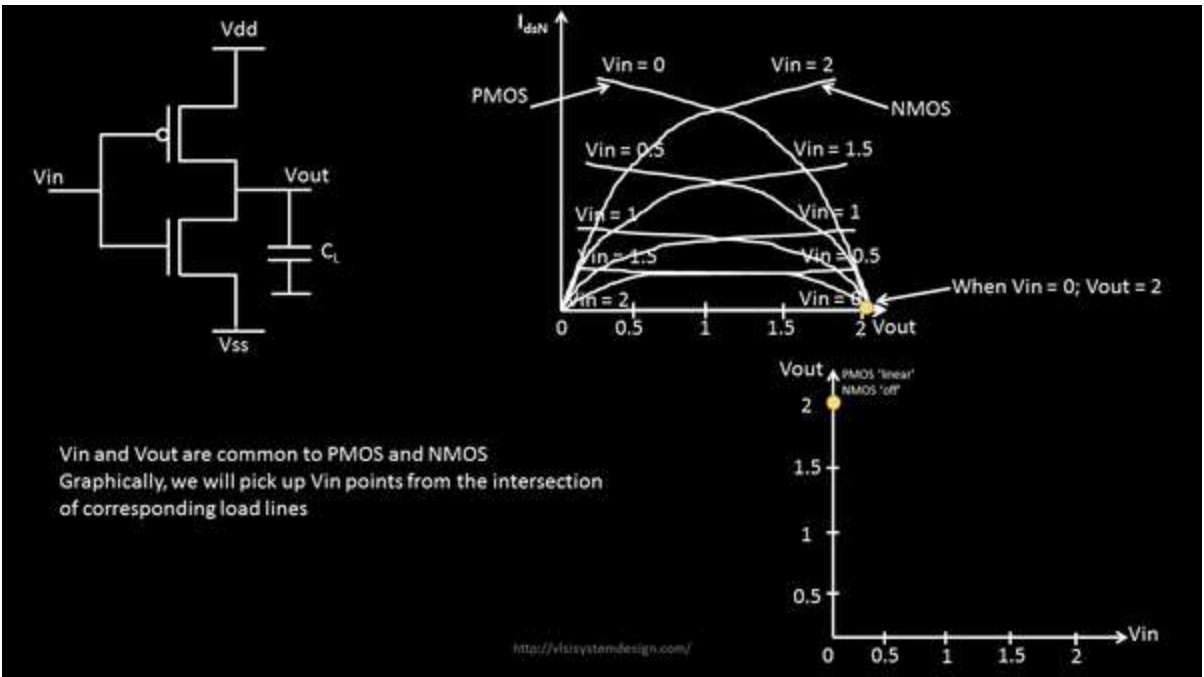 Vdd
Vin
Vout
C_L
Vss
I_dsN
PMOS
Vin = 0
Vin = 2
NMOS
Vin = 0.5
Vin = 1.5
Vin = 1
Vin = 1
Vin = 1.5
Vin = 0.5
Vin = 2
Vin = 0
When Vin = 0; Vout = 2
0 0.5 1 1.5 2 Vout
Vout
PMOS 'linear'
NMOS 'off'
2
1.5
1
0.5
0 0.5 1 1.5 2
Vin
Vin and Vout are common to PMOS and NMOS
Graphically, we will pick up Vin points from the intersection
of corresponding load lines
http://vlsisystemdesign.com/